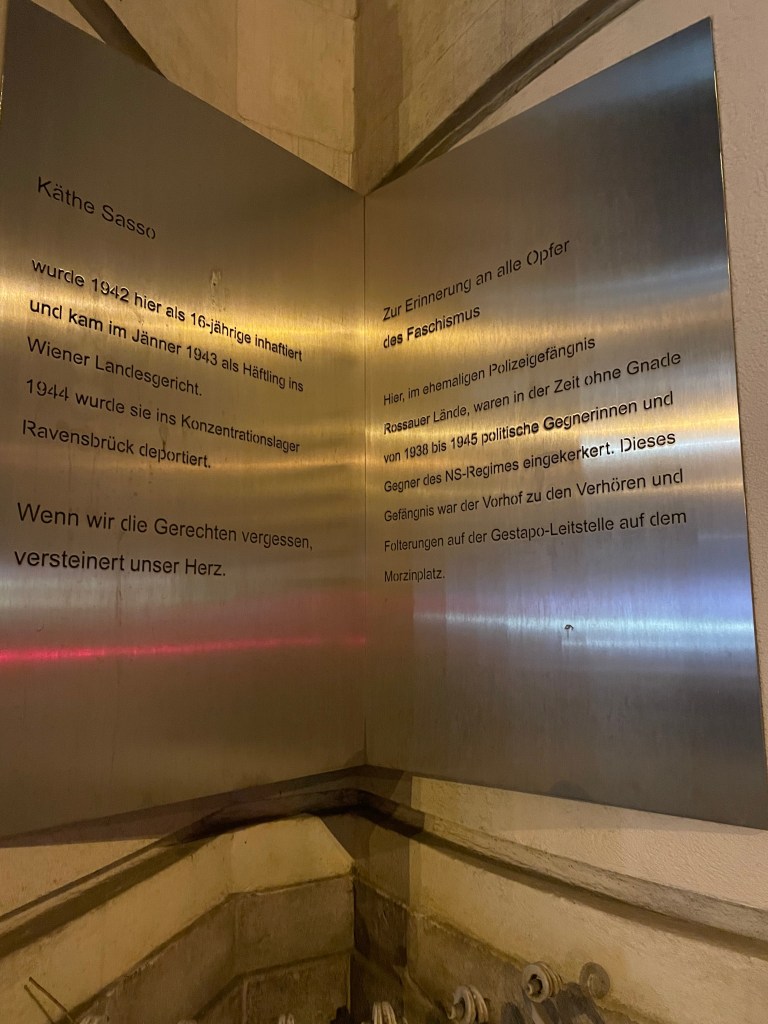 Käthe Sasso
wurde 1942 hier als 16-jährige inhaftiert
und kam im Jänner 1943 als Häftling ins
Wiener Landesgericht.
1944 wurde sie ins Konzentrationslager
Ravensbrück deportiert.
Wenn wir die Gerechten vergessen,
versteinert unser Herz.
Zur Erinnerung an alle Opfer
des Faschismus
Hier, im ehemaligen Polizeigefängnis
Rossauer Lände, waren in der Zeit ohne Gnade
von 1938 bis 1945 politische Gegnerinnen und
Gegner des NS-Regimes eingekerkert. Dieses
Gefängnis war der Vorhof zu den Verhören und
Folterungen auf der Gestapo-Leitstelle auf dem
Morzinplatz.